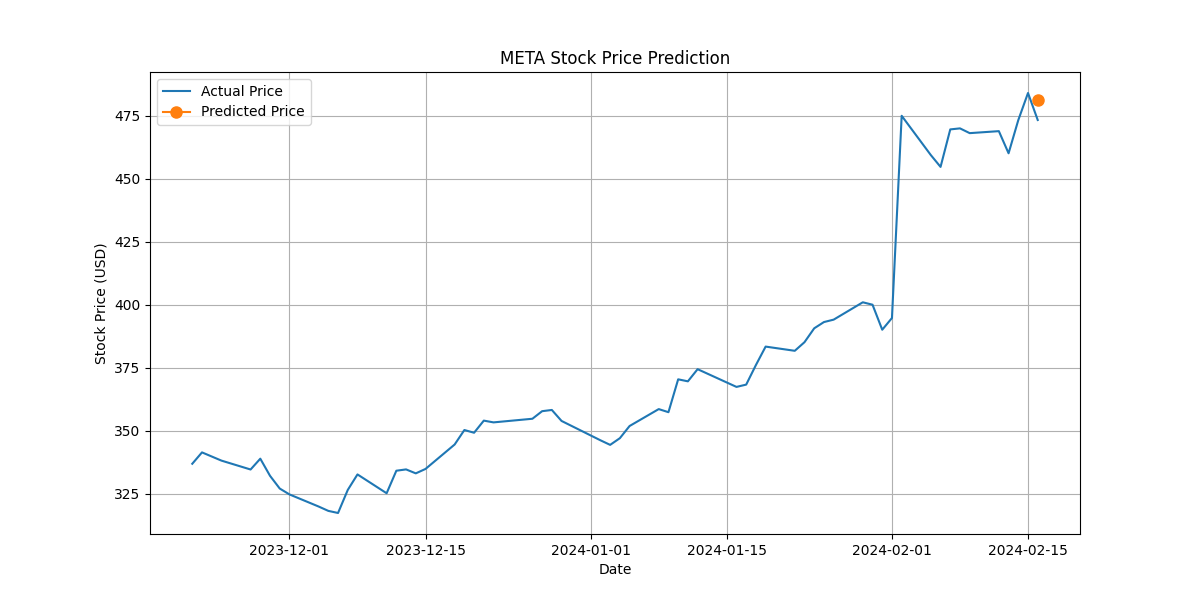 META Stock Price Prediction
Actual Price
Predicted Price
475
450
425
400
375
350
325
Stock Price (USD)
2023-12-01
2023-12-15
2024-01-01
2024-01-15
2024-02-01
2024-02-15
Date